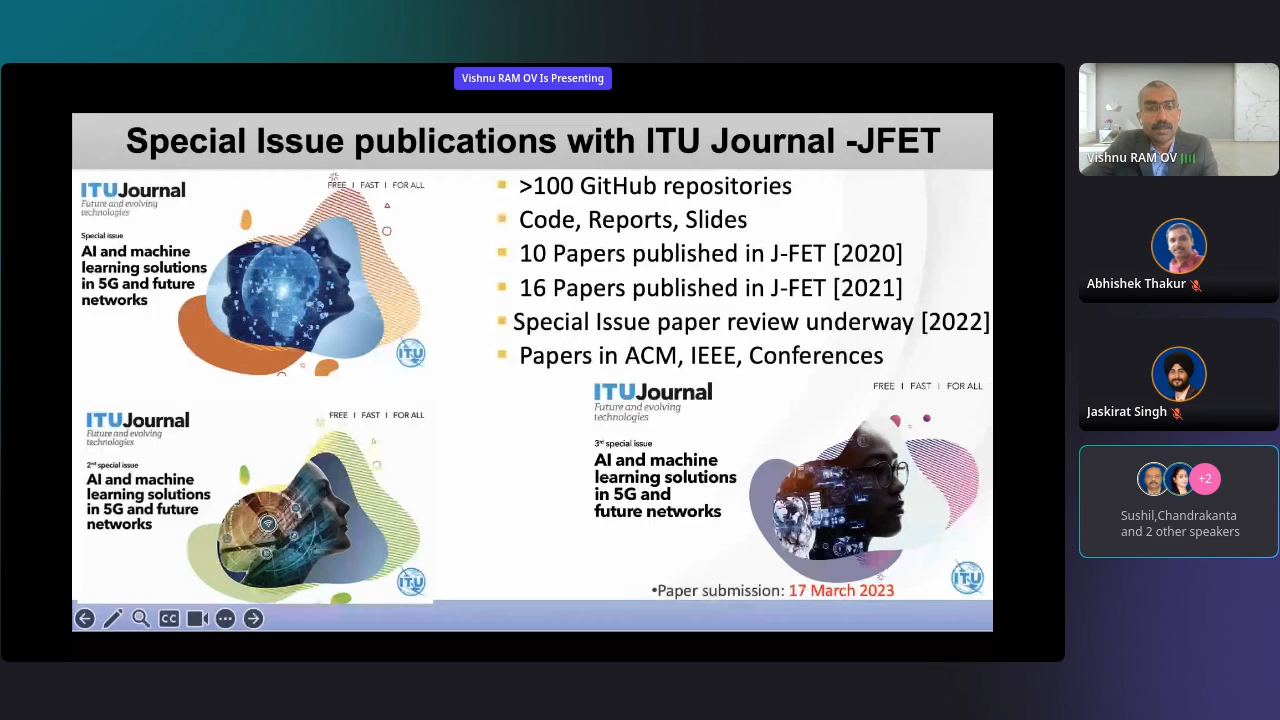 Vishnu RAM OV Is Presenting
Special Issue publications with ITU Journal -JFET
ITUJournal
Future and evolving
technologies
FREE I FAST I FOR ALL
Special issue
AI and machine
learning solutions
in 5G and future
networks
ITU
>100 GitHub repositories
Code, Reports, Slides
10 Papers published in J-FET [2020]
16 Papers published in J-FET [2021]
Special Issue paper review underway [2022]
Papers in ACM, IEEE, Conferences
ITUJournal
Future and evolving
technologies
FREE I FAST I FOR ALL
2nd special issue
AI and machine
learning solutions
in 5G and future
networks
ITU
ITUJournal
Future and evolving
technologies
FREE I FAST I FOR ALL
3rd special issue
AI and machine
learning solutions
in 5G and
future networks
ITU
•Paper submission: 17 March 2023
CC
Vishnu RAM OV
Abhishek Thakur
Jaskirat Singh
+2
Sushil,Chandrakanta
and 2 other speakers